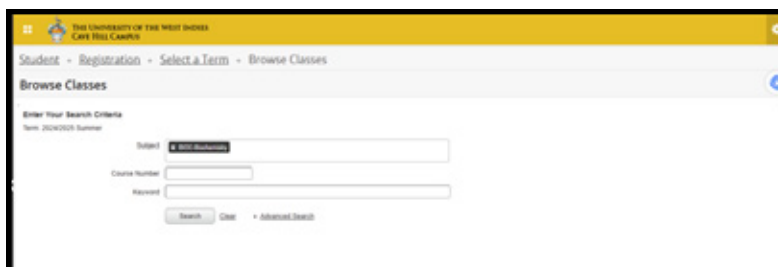 THE UNIVERSITY OF THE WEST INDIES
CAVE HILL CAMPUS
Student • Registration • Select a Term • Browse Classes
Browse Classes
Enter Your Search Criteria
Term: 2024/2025 Summer
Subject
Biochemistry
Course Number
Keyword
Search Clear Advanced Search